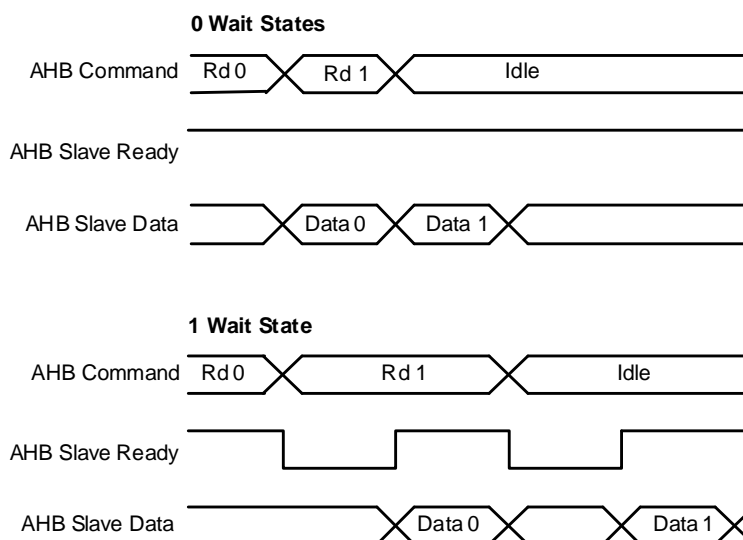 0 Wait States
AHB Command Rd 0 Rd 1 Idle
AHB Slave Ready
AHB Slave Data Data 0 Data 1
1 Wait State
AHB Command Rd 0 Rd 1 Idle
AHB Slave Ready
AHB Slave Data Data 0 Data 1